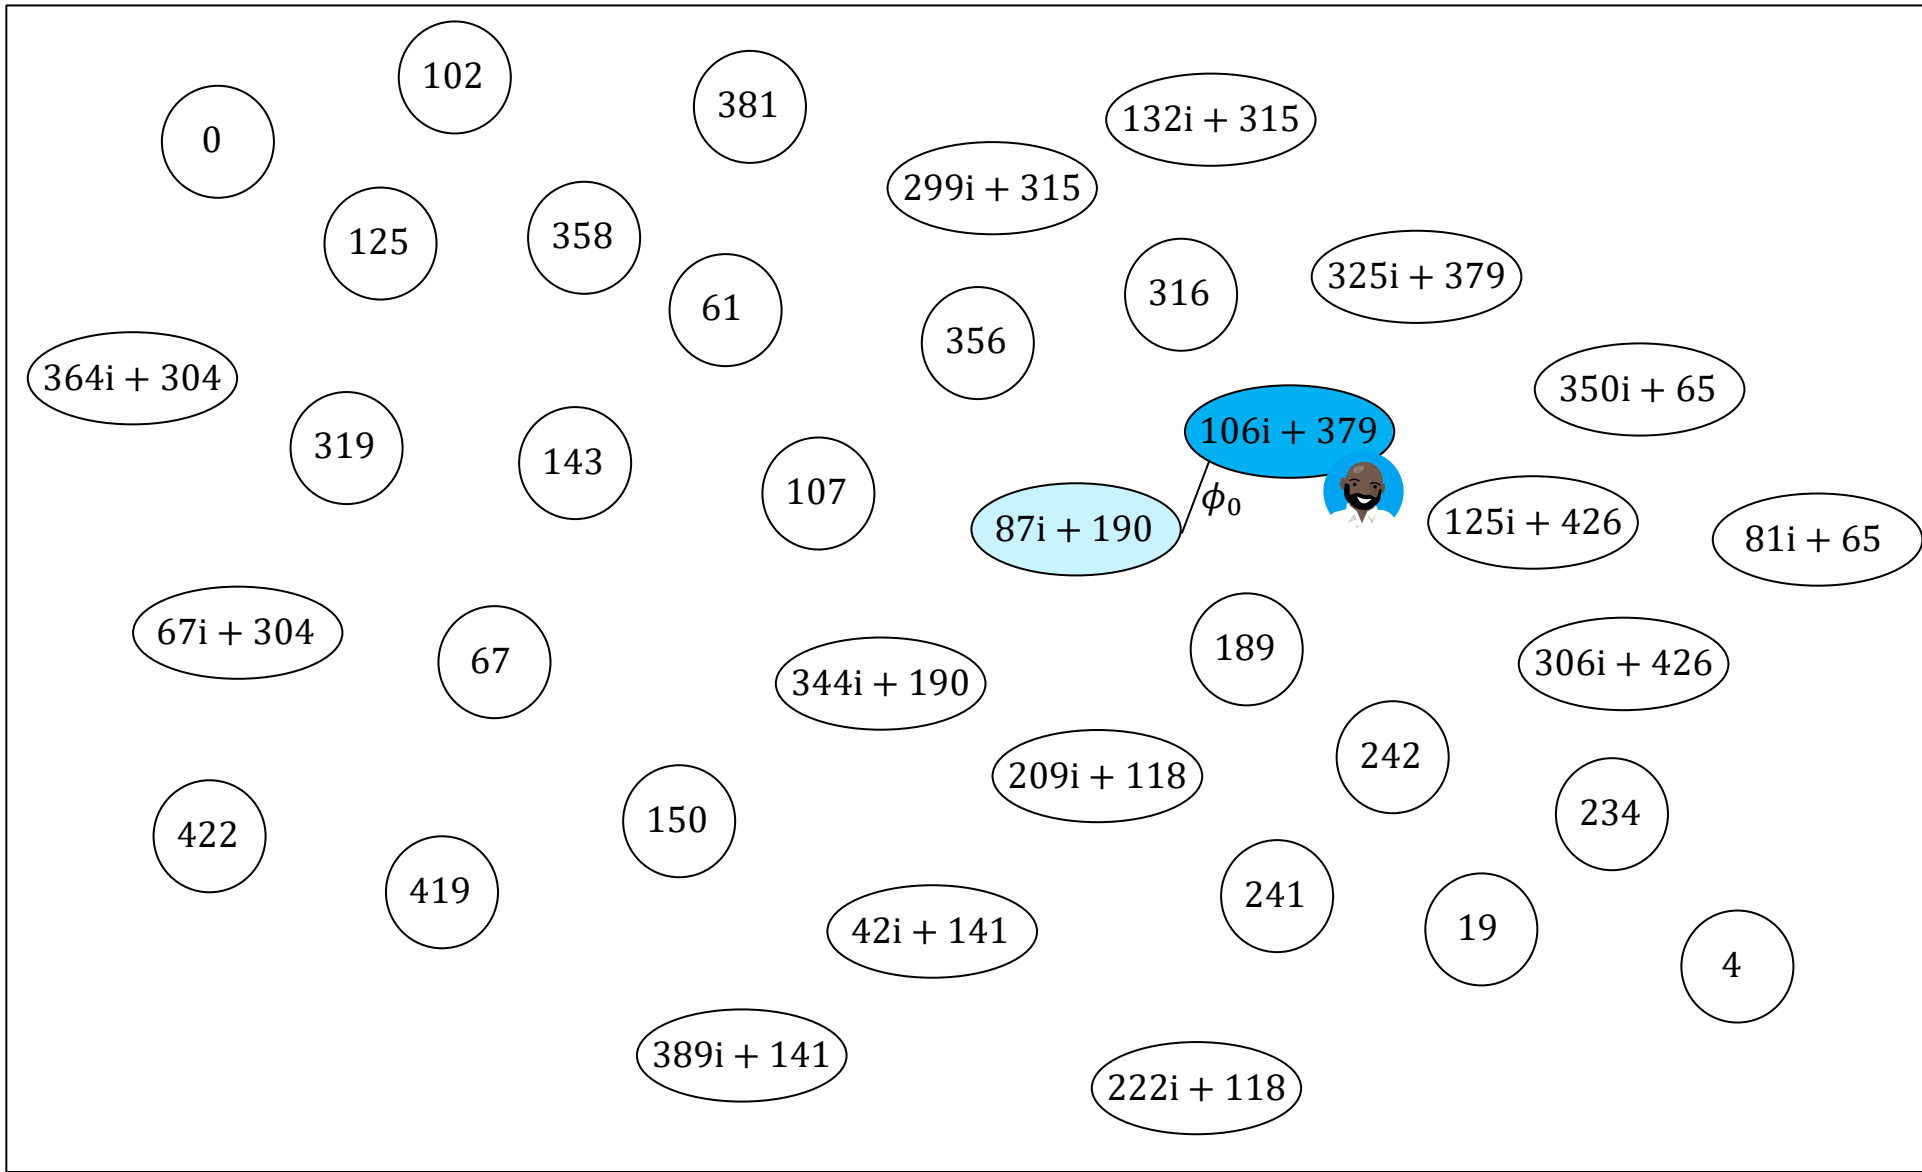 102
381
132i + 315
0
299i + 315
125
358
325i + 379
61
316
356
364i + 304
350i + 65
106i + 379
319
143
107
ϕ₀
87i + 190
125i + 426
81i + 65
67i + 304
67
189
344i + 190
306i + 426
209i + 118
242
422
150
234
419
241
42i + 141
19
4
389i + 141
222i + 118